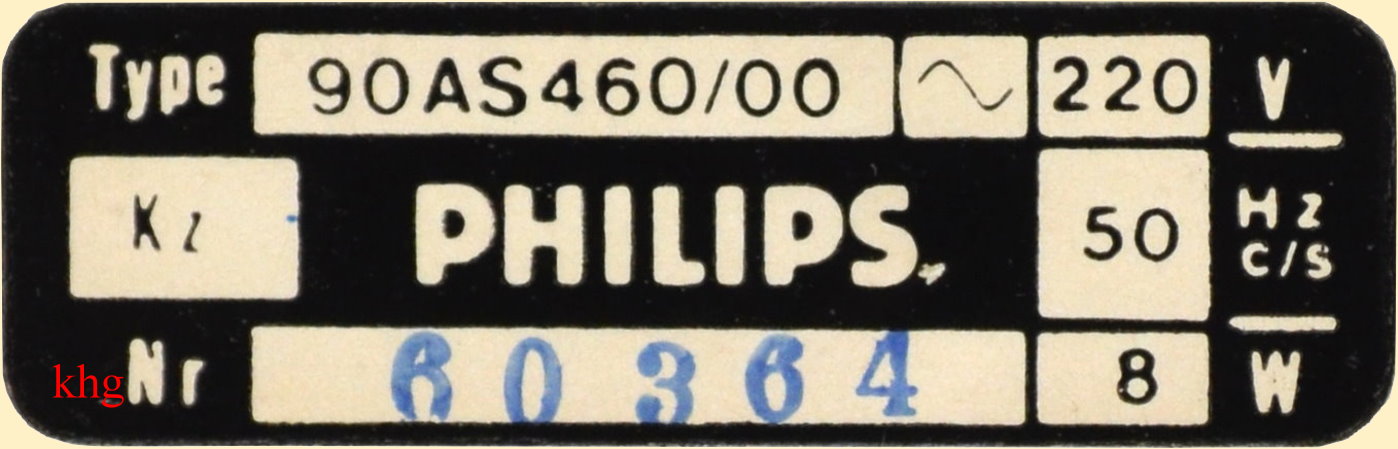 Type 90AS460/00 ~ 220 V
Kz PHILIPS 50 Hz
C/S
khg Nr 60364 8 W